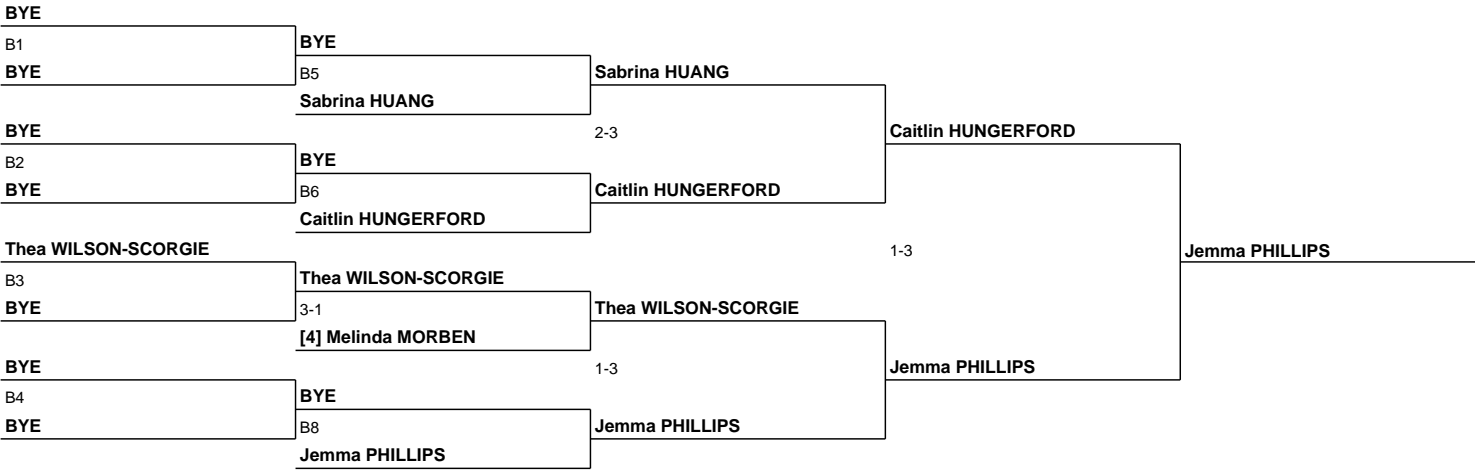 BYE
B1
BYE
BYE
B5
Sabrina HUANG
Sabrina HUANG
BYE
2-3
Caitlin HUNGERFORD
B2
BYE
BYE
B6
Caitlin HUNGERFORD
Caitlin HUNGERFORD
Thea WILSON-SCORGIE
1-3
Jemma PHILLIPS
B3
Thea WILSON-SCORGIE
BYE
3-1
Thea WILSON-SCORGIE
[4] Melinda MORBEN
BYE
1-3
Jemma PHILLIPS
B4
BYE
BYE
B8
Jemma PHILLIPS
Jemma PHILLIPS